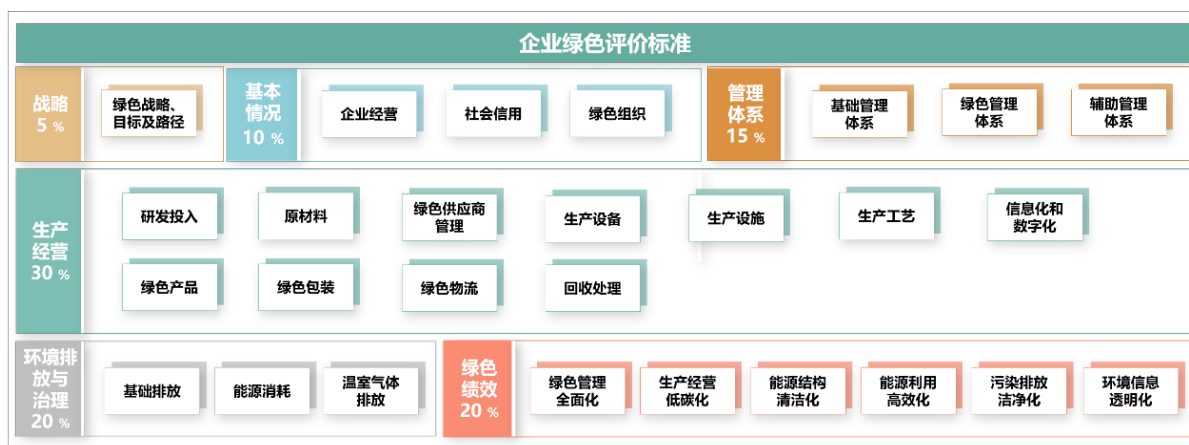 企业绿色评价标准
战略
5 %
绿色战略、
目标及路径
基本
情况
10 %
企业经营
社会信用
绿色组织
管理
体系
15 %
基础管理
体系
绿色管理
体系
辅助管理
体系
生产
经营
30 %
研发投入
原材料
绿色供应商
管理
生产设备
生产设施
生产工艺
信息化和
数字化
绿色产品
绿色包装
绿色物流
回收处理
环境排
放与
治理
20 %
基础排放
能源消耗
温室气体
排放
绿色
绩效
20 %
绿色管理
全面化
生产经营
低碳化
能源结构
清洁化
能源利用
高效化
污染排放
洁净化
环境信息
透明化